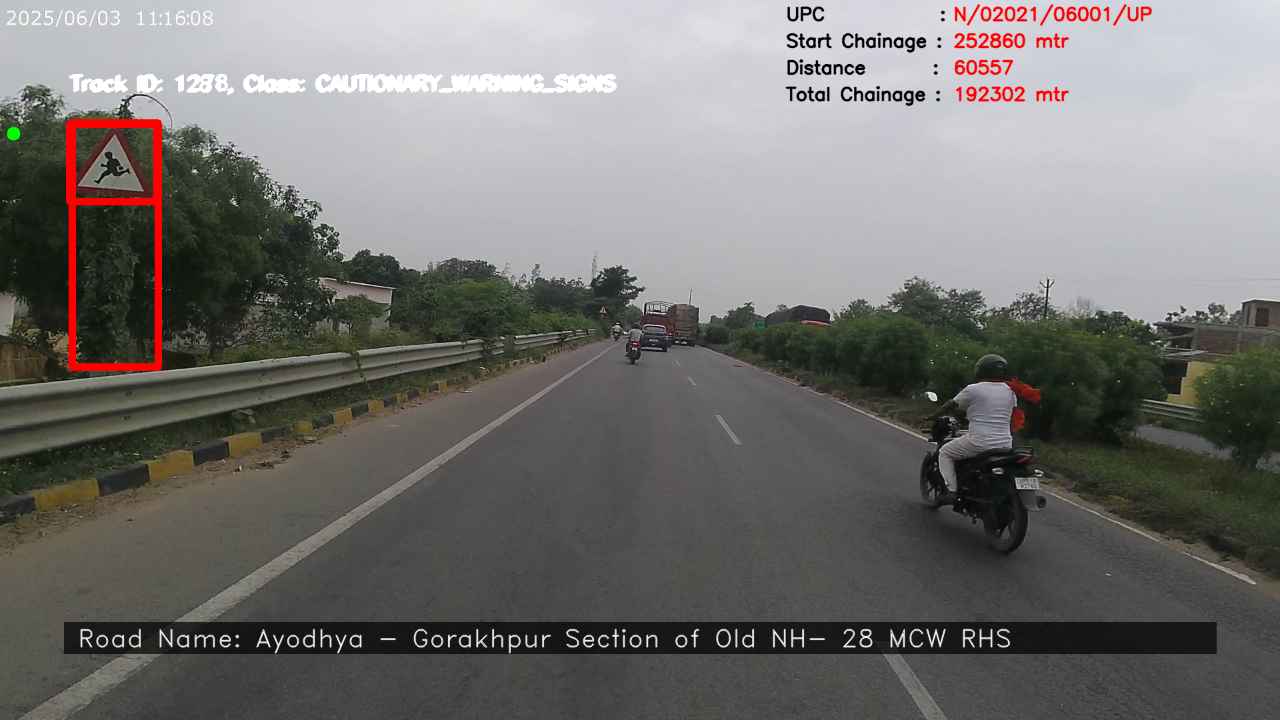 2025/06/03 11:16:08
UPC : N/02021/06001/UP
Start Chainage : 252860 mtr
Distance : 60557
Total Chainage : 192302 mtr
Track ID: Class: CAUTIONARY_WARNING_SIGNS
Road Name: Ayodhya - Gorakhpur Section of Old NH- 28 MCW RHS